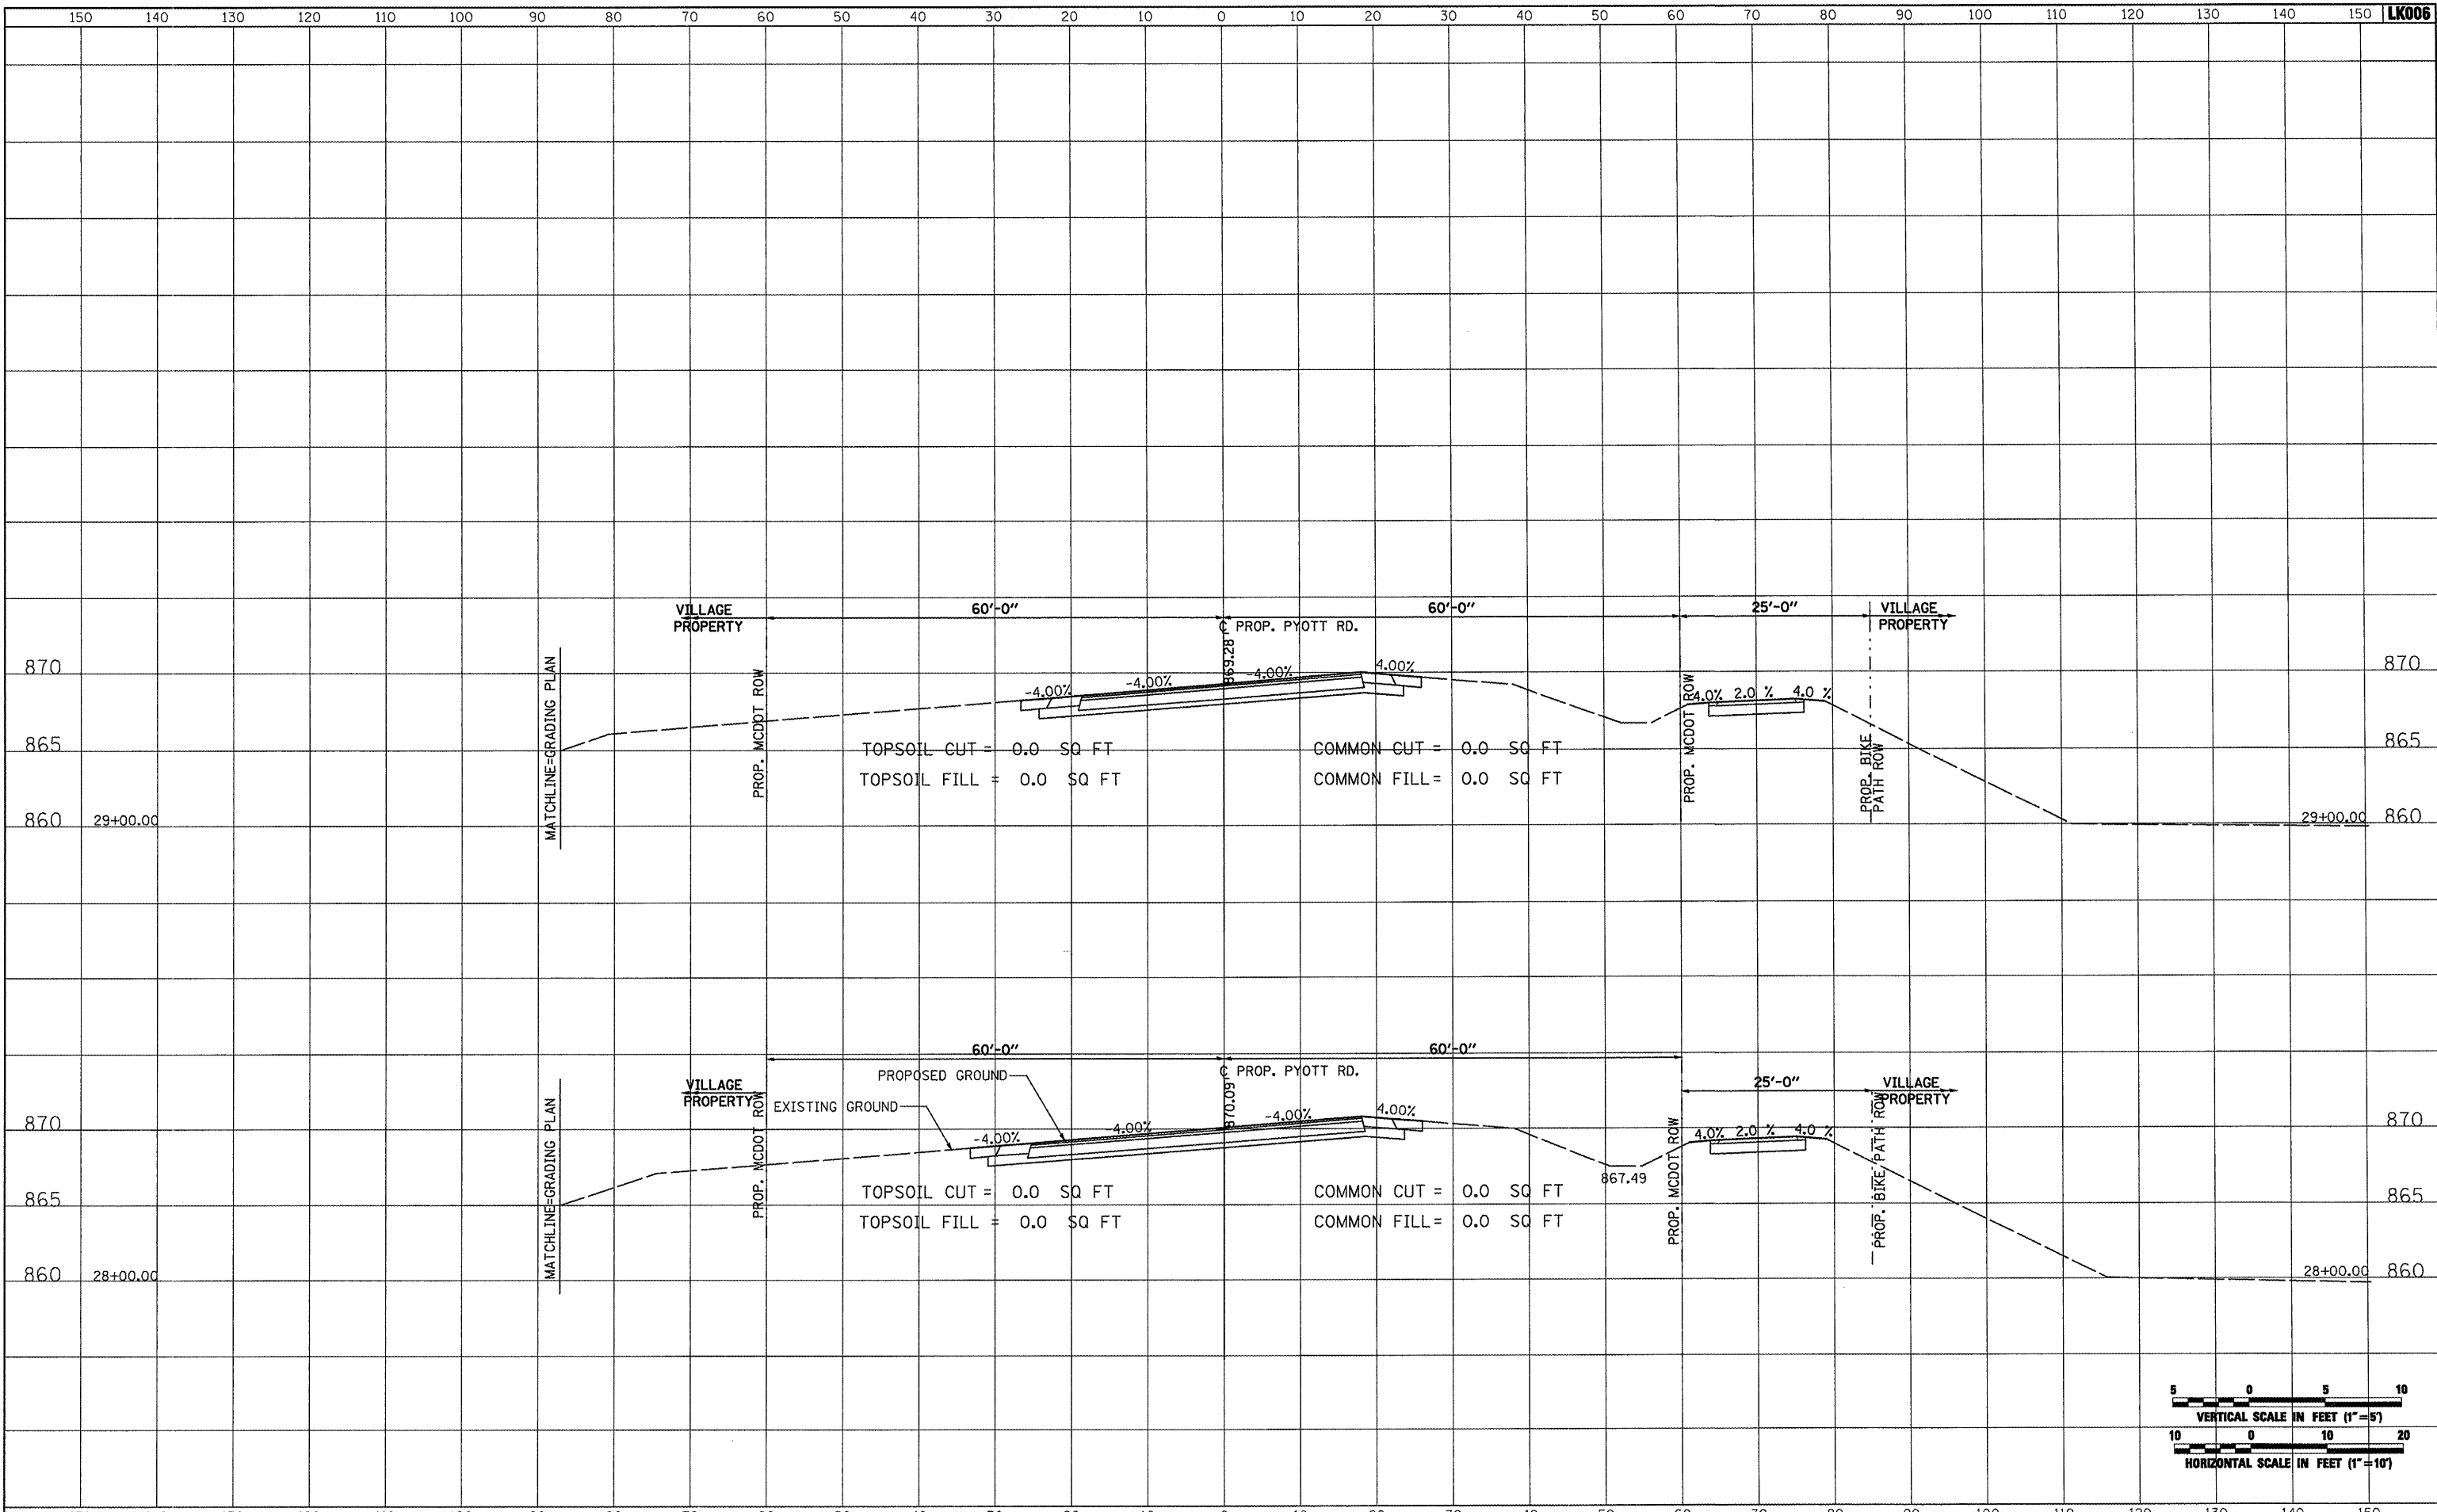 150 140 130 120 110 100 90 80 70 60 50 40 30 20 10 0 10 20 30 40 50 60 70 80 90 100 110 120 130 140 150 LK006
VILLAGE PROPERTY
60'-0"
60'-0"
25'-0"
VILLAGE PROPERTY
℄ PROP. PYOTT RD.
869.28
870
MATCHLINE=GRADING PLAN
PROP. MCDOT ROW
-4.00%
-4.00%
-4.00%
4.00%
PROP. MCDOT ROW
4.0%
2.0 %
4.0 %
PROP. BIKE PATH ROW
870
865
TOPSOIL CUT = 0.0 SQ FT
COMMON CUT = 0.0 SQ FT
865
TOPSOIL FILL = 0.0 SQ FT
COMMON FILL= 0.0 SQ FT
860 29+00.00
29+00.00 860
60'-0"
60'-0"
PROPOSED GROUND
℄ PROP. PYOTT RD.
870.09
VILLAGE PROPERTY
25'-0"
VILLAGE PROPERTY
EXISTING GROUND
870
MATCHLINE=GRADING PLAN
PROP. MCDOT ROW
-4.00%
-4.00%
-4.00%
4.00%
PROP. MCDOT ROW
4.0%
2.0 %
4.0 %
PROP. BIKE PATH ROW
870
867.49
865
TOPSOIL CUT = 0.0 SQ FT
COMMON CUT = 0.0 SQ FT
865
TOPSOIL FILL = 0.0 SQ FT
COMMON FILL= 0.0 SQ FT
860 28+00.00
28+00.00 860
5 0 5 10
VERTICAL SCALE IN FEET (1"=5')
10 0 10 20
HORIZONTAL SCALE IN FEET (1"=10')